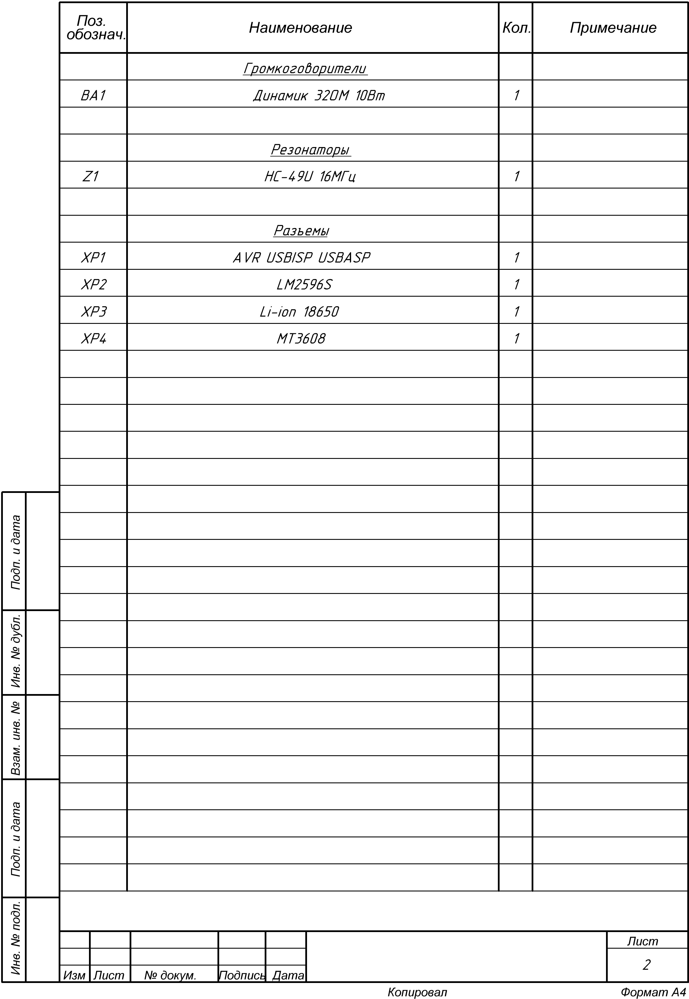 Поз. обознач. Наименование Кол. Примечание
Громкоговорители
BA1 Динамик 32ОМ 10Вт 1
Резонаторы
Z1 HC-49U 16МГц 1
Разъемы
XP1 AVR USBISP USBASP 1
XP2 LM2596S 1
XP3 Li-ion 18650 1
XP4 MT3608 1
Подп. и дата
Инв. № дубл.
Взам. инв. №
Подп. и дата
Инв. № подл.
Лист
2
Изм Лист № докум. Подпись Дата
Копировал Формат А4